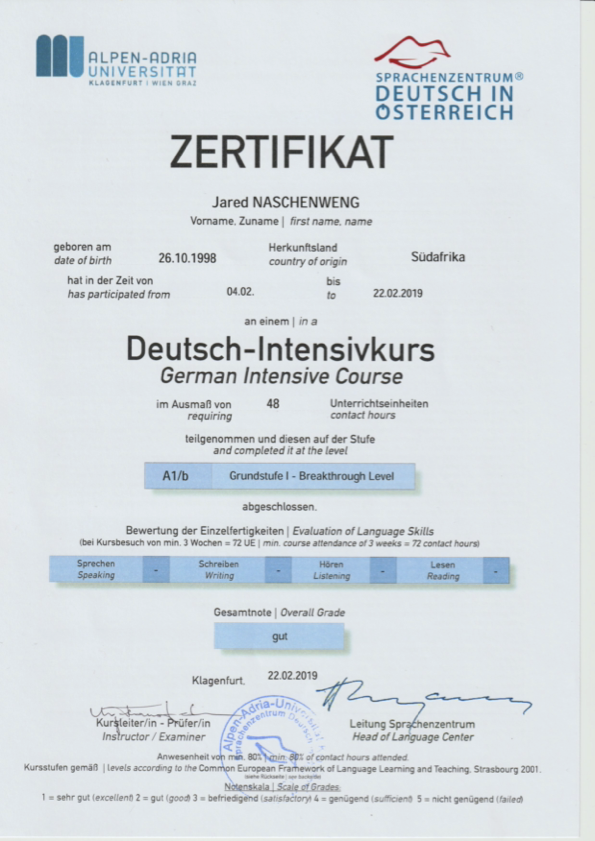 ALPEN-ADRIA
UNIVERSITÄT
KLAGENFURT I WIEN GRAZ
SPRACHENZENTRUM®
DEUTSCH IN
ÖSTERREICH
ZERTIFIKAT
Jared NASCHENWENG
Vorname, Zuname | first name, name
geboren am
date of birth
26.10.1998
Herkunftsland
country of origin
Südafrika
hat in der Zeit von
has participated from
04.02.
bis
to
22.02.2019
an einem | in a
Deutsch-Intensivkurs
German Intensive Course
im Ausmaß von
requiring
48
Unterrichtseinheiten
contact hours
teilgenommen und diesen auf der Stufe
and completed it at the level
A1/b Grundstufe I - Breakthrough Level
abgeschlossen.
Bewertung der Einzelfertigkeiten | Evaluation of Language Skills
(bei Kursbesuch von min. 3 Wochen = 72 UE | min. course attendance of 3 weeks = 72 contact hours)
Sprechen
Speaking
-
Schreiben
Writing
-
Hören
Listening
-
Lesen
Reading
-
Gesamtnote | Overall Grade
gut
Klagenfurt, 22.02.2019
Kursleiter/in - Prüfer/in
Instructor / Examiner
Alpen-Adria-Univ
Sprachenzentrum
Leitung Sprachenzentrum
Head of Language Center
Anwesenheit von min. 80% | min. 80% of contact hours attended.
Kursstufen gemäß | levels according to the Common European Framework of Language Learning and Teaching, Strasbourg 2001.
(siehe Rückseite | see backside)
Notenskala | Scale of Grades:
1 = sehr gut (excellent) 2 = gut (good) 3 = befriedigend (satisfactory) 4 = genügend (sufficient) 5 = nicht genügend (failed)